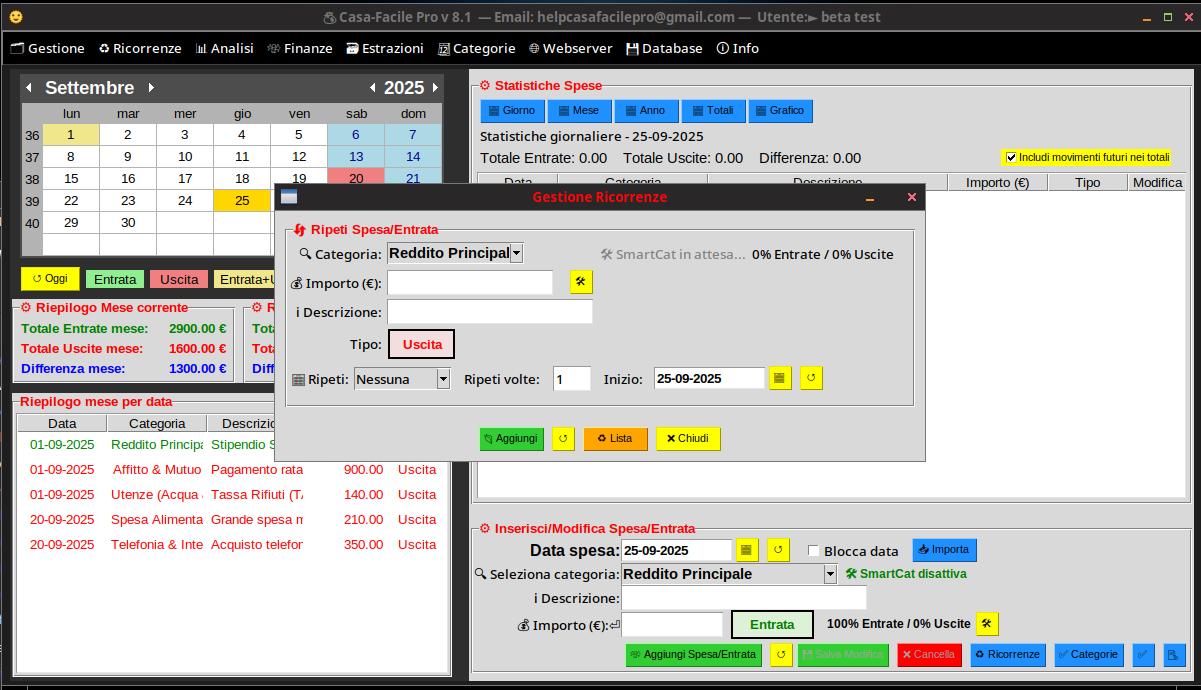 Casa-Facile Pro v 8.1 — Email: helpcasafacilepro@gmail.com — Utente:► beta test
Gestione Ricorrenze Analisi Finanze Estrazioni Categorie Webserver Database Info
Settembre 2025
lun mar mer gio ven sab dom
36 1 2 3 4 5 6 7
37 8 9 10 11 12 13 14
38 15 16 17 18 19 20 21
39 22 23 24 25
40 29 30
Oggi Entrata Uscita Entrata+U
Riepilogo Mese corrente
Totale Entrate mese: 2900.00 €
Totale Uscite mese: 1600.00 €
Differenza mese: 1300.00 €
R
Tota
Tota
Diff
Riepilogo mese per data
Data Categoria Descrizio
01-09-2025 Reddito Principa Stipendio S
01-09-2025 Affitto & Mutuo Pagamento rata 900.00 Uscita
01-09-2025 Utenze (Acqua Tassa Rifiuti (TA 140.00 Uscita
20-09-2025 Spesa Alimenta Grande spesa m 210.00 Uscita
20-09-2025 Telefonia & Inte Acquisto telefor 350.00 Uscita
Statistiche Spese
Giorno Mese Anno Totali Grafico
Statistiche giornaliere - 25-09-2025
Totale Entrate: 0.00 Totale Uscite: 0.00 Differenza: 0.00
Includi movimenti futuri nei totali
Data Categoria Descrizione Importo (€) Tipo Modifica
Gestione Ricorrenze
Ripeti Spesa/Entrata
Categoria: Reddito Principal SmartCat in attesa... 0% Entrate / 0% Uscite
Importo (€):
i Descrizione:
Tipo: Uscita
Ripeti: Nessuna Ripeti volte: 1 Inizio: 25-09-2025
Aggiungi Lista Chiudi
Inserisci/Modifica Spesa/Entrata
Data spesa: 25-09-2025 Blocca data Importa
Seleziona categoria: Reddito Principale SmartCat disattiva
i Descrizione:
Importo (€): Entrata 100% Entrate / 0% Uscite
Aggiungi Spesa/Entrata Salva Modifica Cancella Ricorrenze Categorie